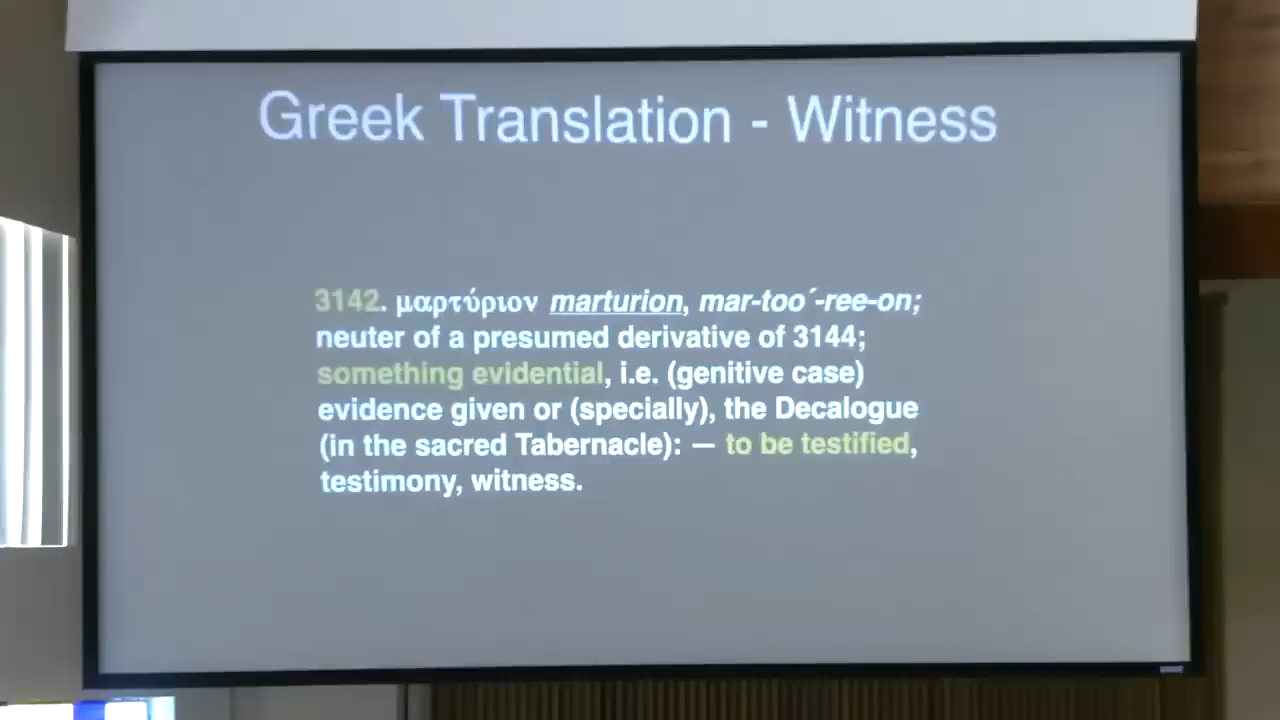 Greek Translation - Witness
3142. μαρτύριον marturion, mar-too´-ree-on;
neuter of a presumed derivative of 3144;
something evidential, i.e. (genitive case)
evidence given or (specially), the Decalogue
(in the sacred Tabernacle): — to be testified,
testimony, witness.